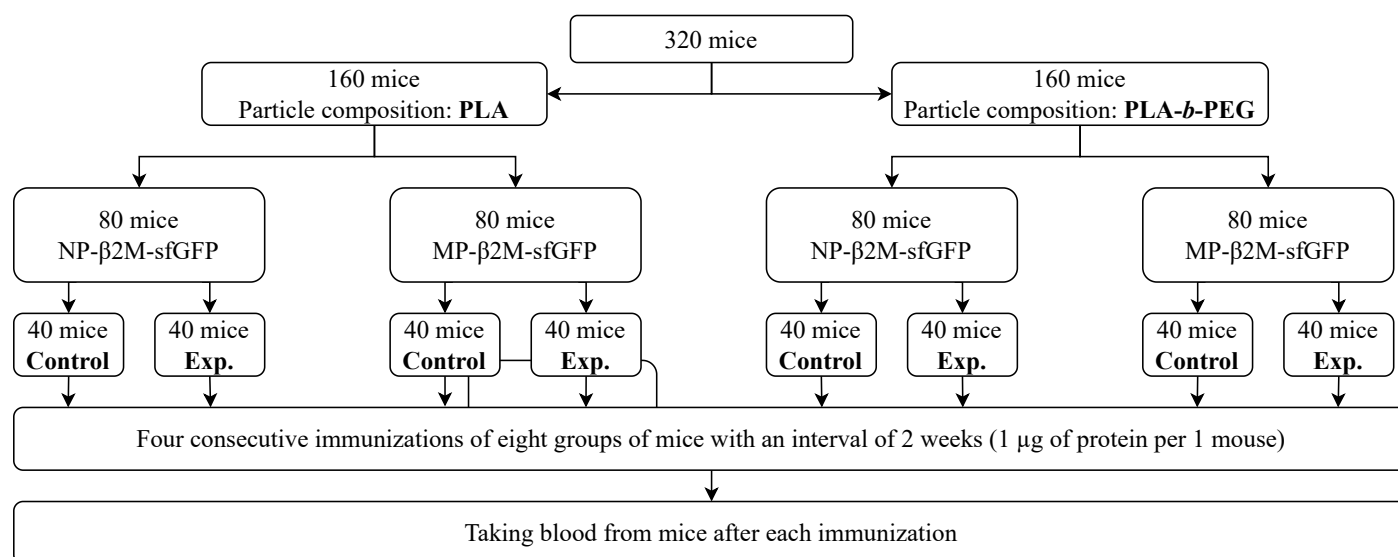 320 mice
160 mice
Particle composition: PLA
160 mice
Particle composition: PLA-b-PEG
80 mice
NP-β2M-sfGFP
80 mice
MP-β2M-sfGFP
80 mice
NP-β2M-sfGFP
80 mice
MP-β2M-sfGFP
40 mice
Control
40 mice
Exp.
40 mice
Control
40 mice
Exp.
40 mice
Control
40 mice
Exp.
40 mice
Control
40 mice
Exp.
Four consecutive immunizations of eight groups of mice with an interval of 2 weeks (1 µg of protein per 1 mouse)
Taking blood from mice after each immunization